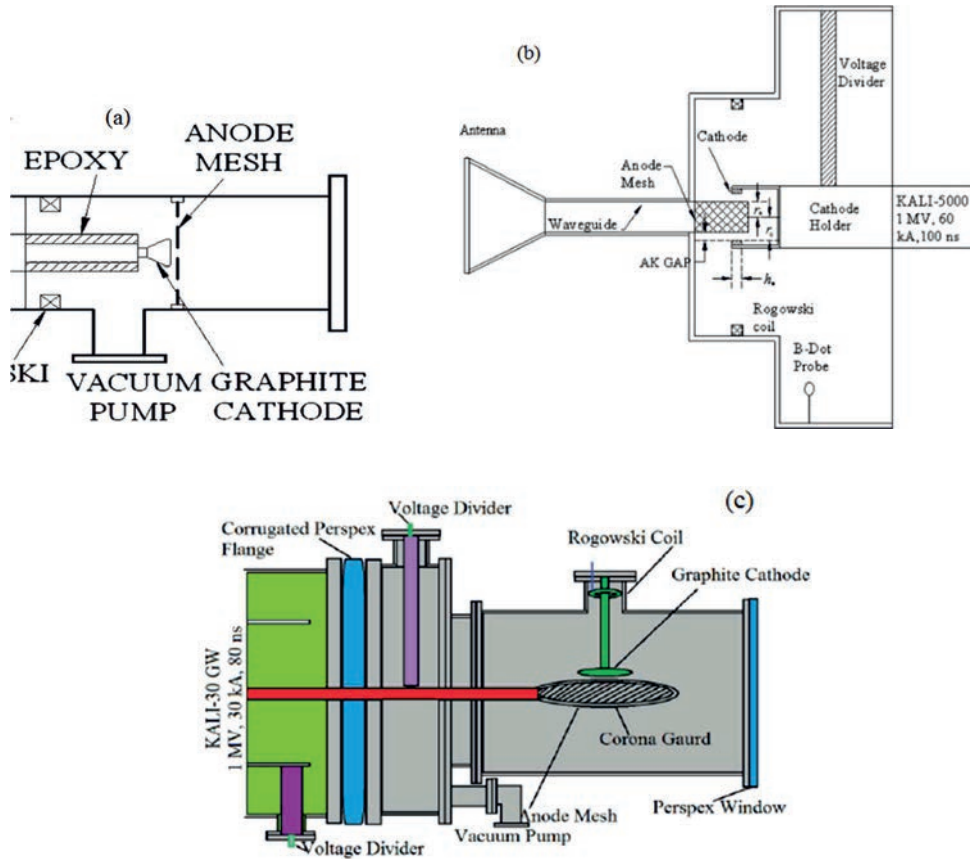 (a)
EPOXY
ANODE
MESH
SKI
VACUUM
PUMP
GRAPHITE
CATHODE
(b)
Antenna
Waveguide
Anode
Mesh
Cathode
AK GAP
Rogowski
coil
B-Dot
Probe
Voltage
Divider
Cathode
Holder
KALI-5000
1 MV, 60
kA,100 ns
(c)
Voltage Divider
Corrugated Perspex
Flange
Rogowski Coil
Graphite Cathode
KALI-30 GW
1 MV, 30 kA, 80 ns
Corona Gaurd
Anode Mesh
Vacuum Pump
Perspex Window
Voltage Divider